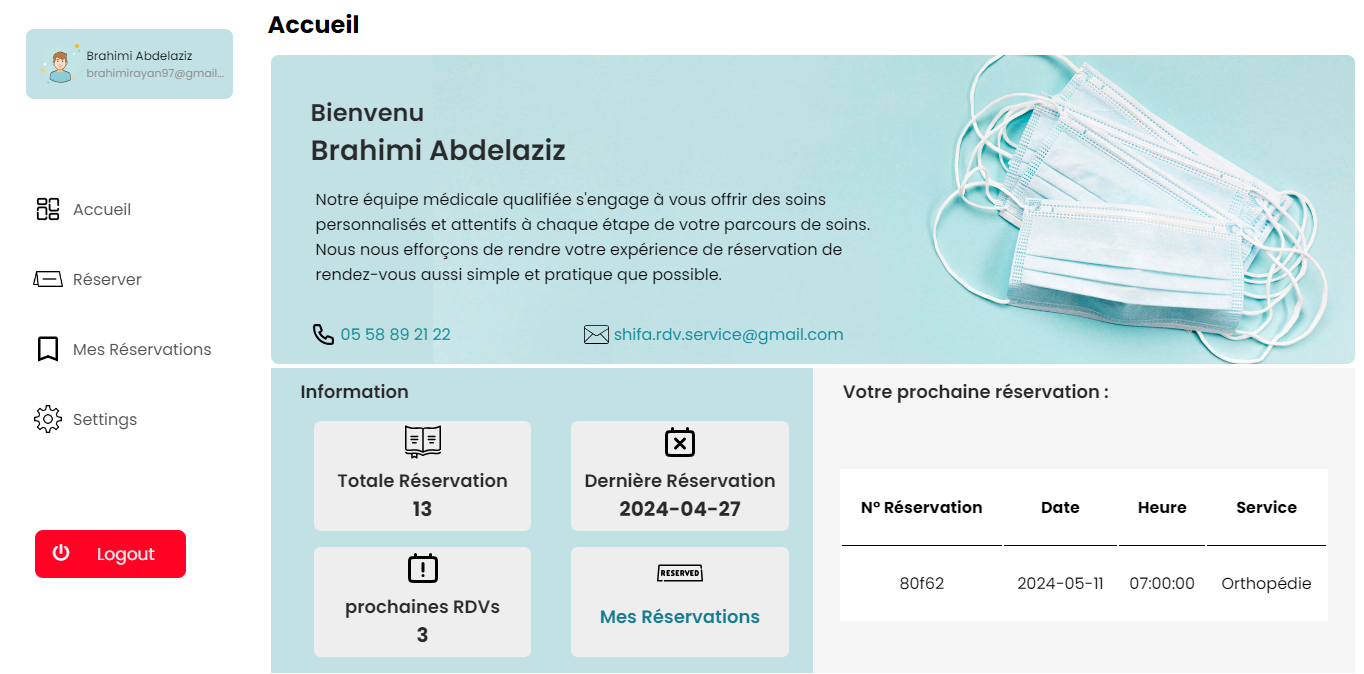 Accueil
Brahimi Abdelaziz
brahimirayan97@gmail...
Accueil
Réserver
Mes Réservations
Settings
Logout
Bienvenu
Brahimi Abdelaziz
Notre équipe médicale qualifiée s'engage à vous offrir des soins
personnalisés et attentifs à chaque étape de votre parcours de soins.
Nous nous efforçons de rendre votre expérience de réservation de
rendez-vous aussi simple et pratique que possible.
05 58 89 21 22
shifa.rdv.service@gmail.com
Information
Totale Réservation
13
Dernière Réservation
2024-04-27
prochaines RDVs
3
RESERVED
Mes Réservations
Votre prochaine réservation :
N° Réservation Date Heure Service
80f62 2024-05-11 07:00:00 Orthopédie